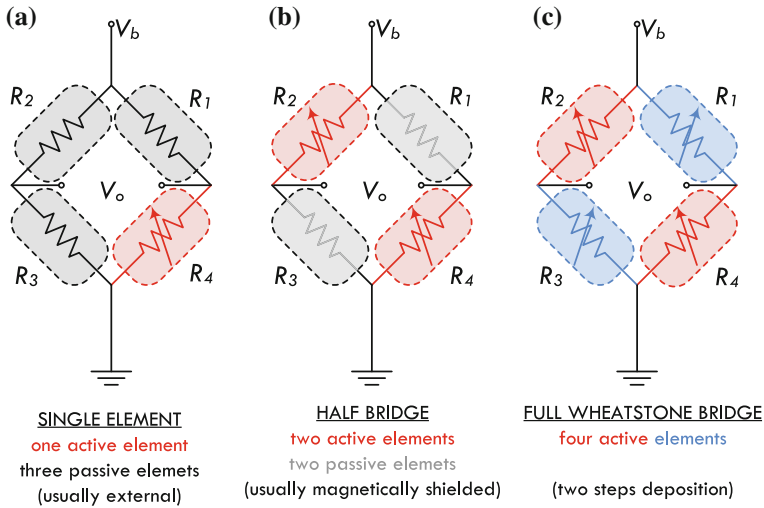 (a)
V_b
R_2
R_1
V_o
R_3
R_4
SINGLE ELEMENT
one active element
three passive elemets
(usually external)
(b)
V_b
R_2
R_1
V_o
R_3
R_4
HALF BRIDGE
two active elements
two passive elemets
(usually magnetically shielded)
(c)
V_b
R_2
R_1
V_o
R_3
R_4
FULL WHEATSTONE BRIDGE
four active elements
(two steps deposition)